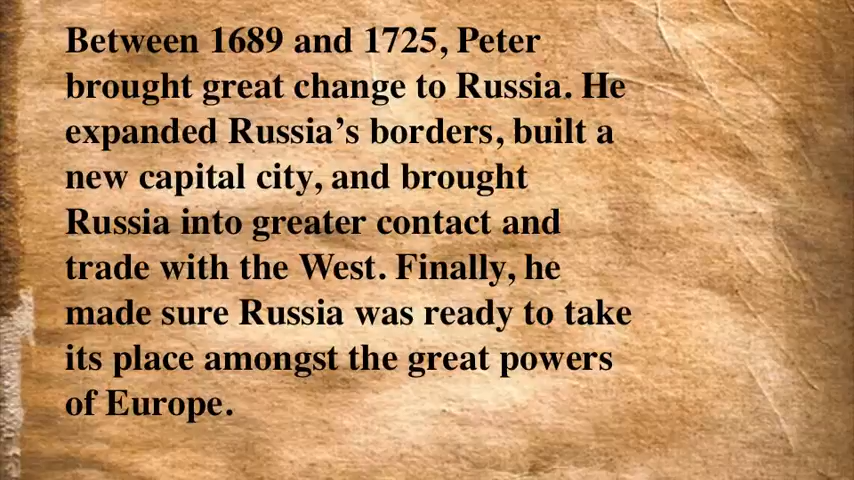 Between 1689 and 1725, Peter
brought great change to Russia. He
expanded Russia’s borders, built a
new capital city, and brought
Russia into greater contact and
trade with the West. Finally, he
made sure Russia was ready to take
its place amongst the great powers
of Europe.